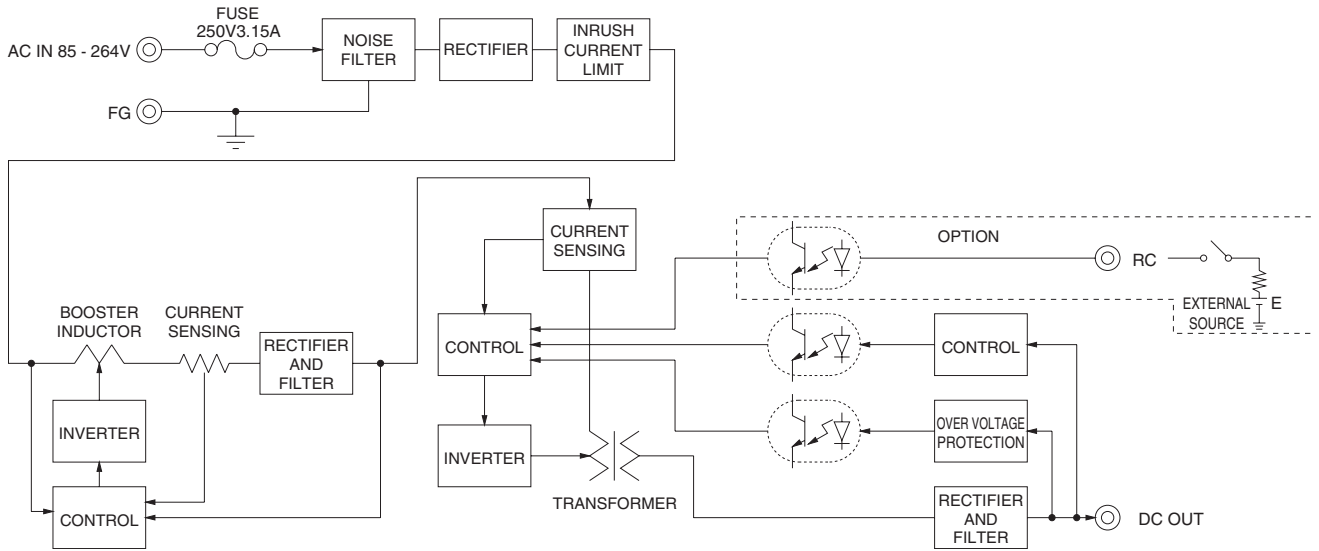 FUSE
250V3.15A
AC IN 85 - 264V
NOISE
FILTER
RECTIFIER
INRUSH
CURRENT
LIMIT
FG
CURRENT
SENSING
OPTION
RC
EXTERNAL
SOURCE
E
BOOSTER
INDUCTOR
CURRENT
SENSING
RECTIFIER
AND
FILTER
CONTROL
CONTROL
INVERTER
OVER VOLTAGE
PROTECTION
INVERTER
TRANSFORMER
CONTROL
RECTIFIER
AND
FILTER
DC OUT